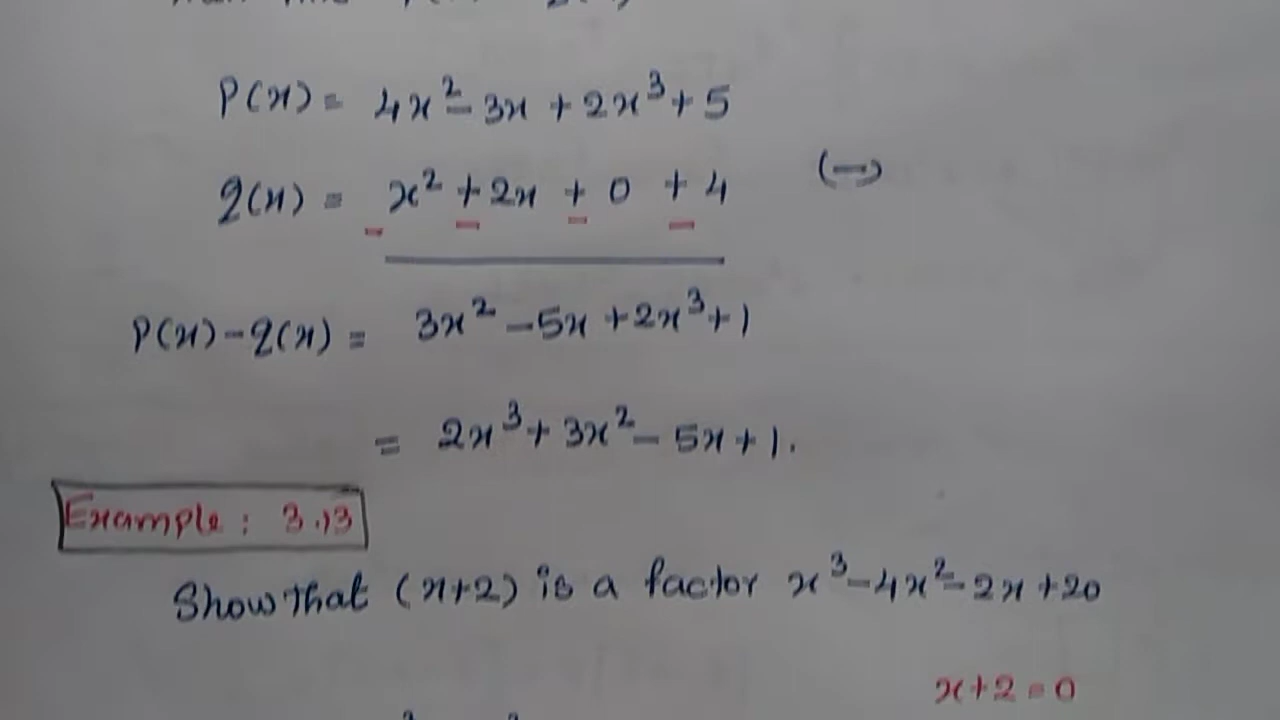 P(x) = 4x² - 3x + 2x³ + 5
q(x) = x² + 2x + 0 + 4 (-)
- - - -
P(x) - q(x) = 3x² - 5x + 2x³ + 1
= 2x³ + 3x² - 5x + 1.
Example: 3.13
Show that (x+2) is a factor x³ - 4x² - 2x + 20
x+2=0